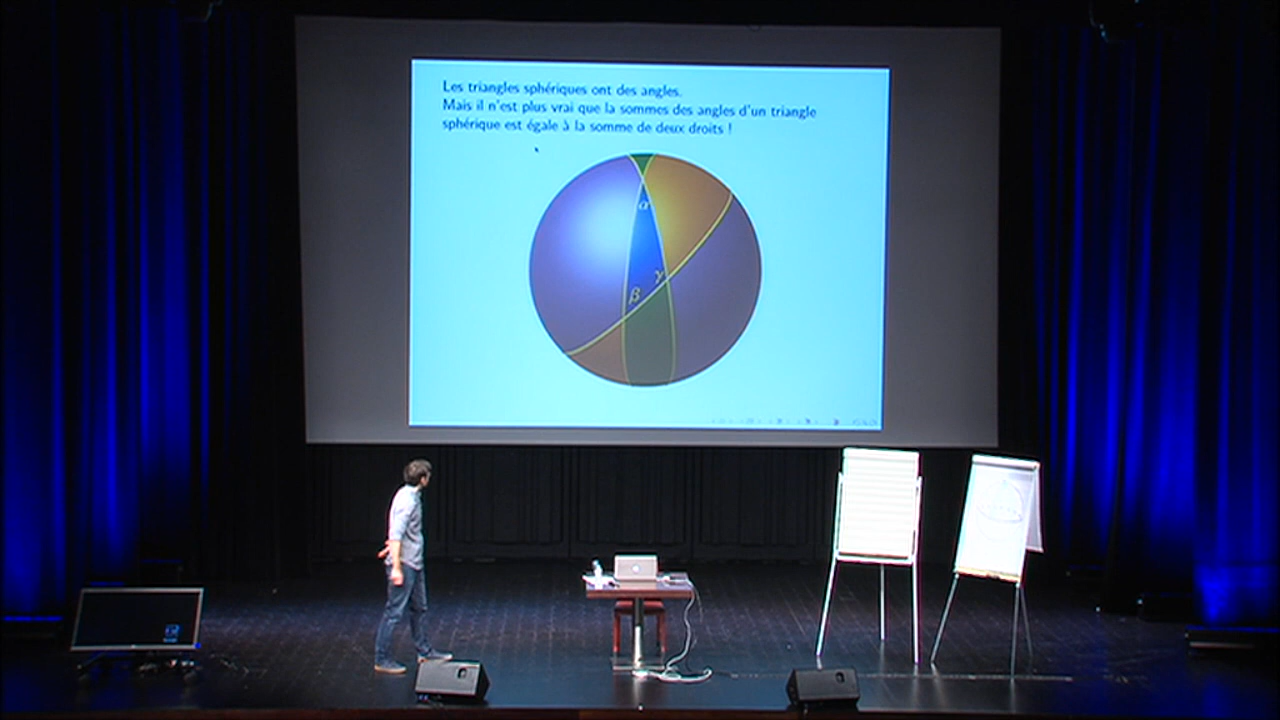 Les triangles sphériques ont des angles.
Mais il n'est plus vrai que la sommes des angles d'un triangle
sphérique est égale à la somme de deux droits !
α
γ
β